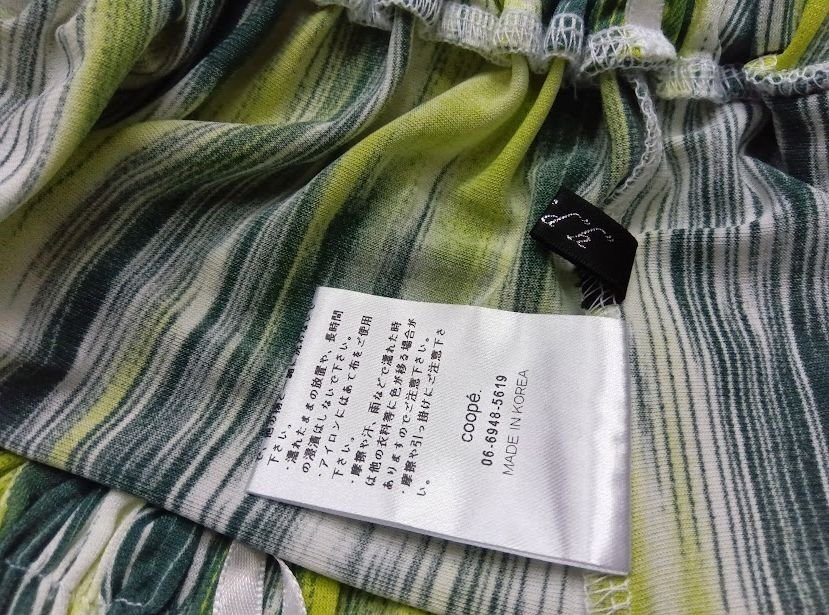 い、他の物と
下さい。
・濡れたままの放置や、長時間
の浸漬はしないで下さい。
・アイロンにはあて布をご使用
下さい。
・摩擦や汗、雨などで濡れた時
は他の衣料等に色が移る場合が
ありますのでご注意下さい。
・摩擦や引っ掛けにご注意下さ
い。
coopé.
06-6948-5619
MADE IN KOREA